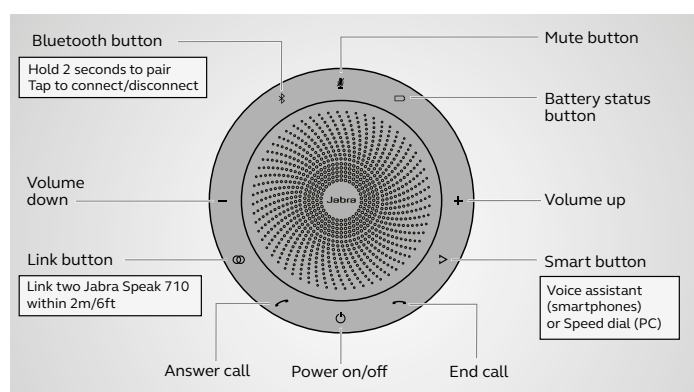 Bluetooth button
Hold 2 seconds to pair
Tap to connect/disconnect
Mute button
Battery status
button
Volume
down
Jabra
Volume up
Link button
Link two Jabra Speak 710
within 2m/6ft
Smart button
Voice assistant
(smartphones)
or Speed dial (PC)
Answer call
Power on/off
End call